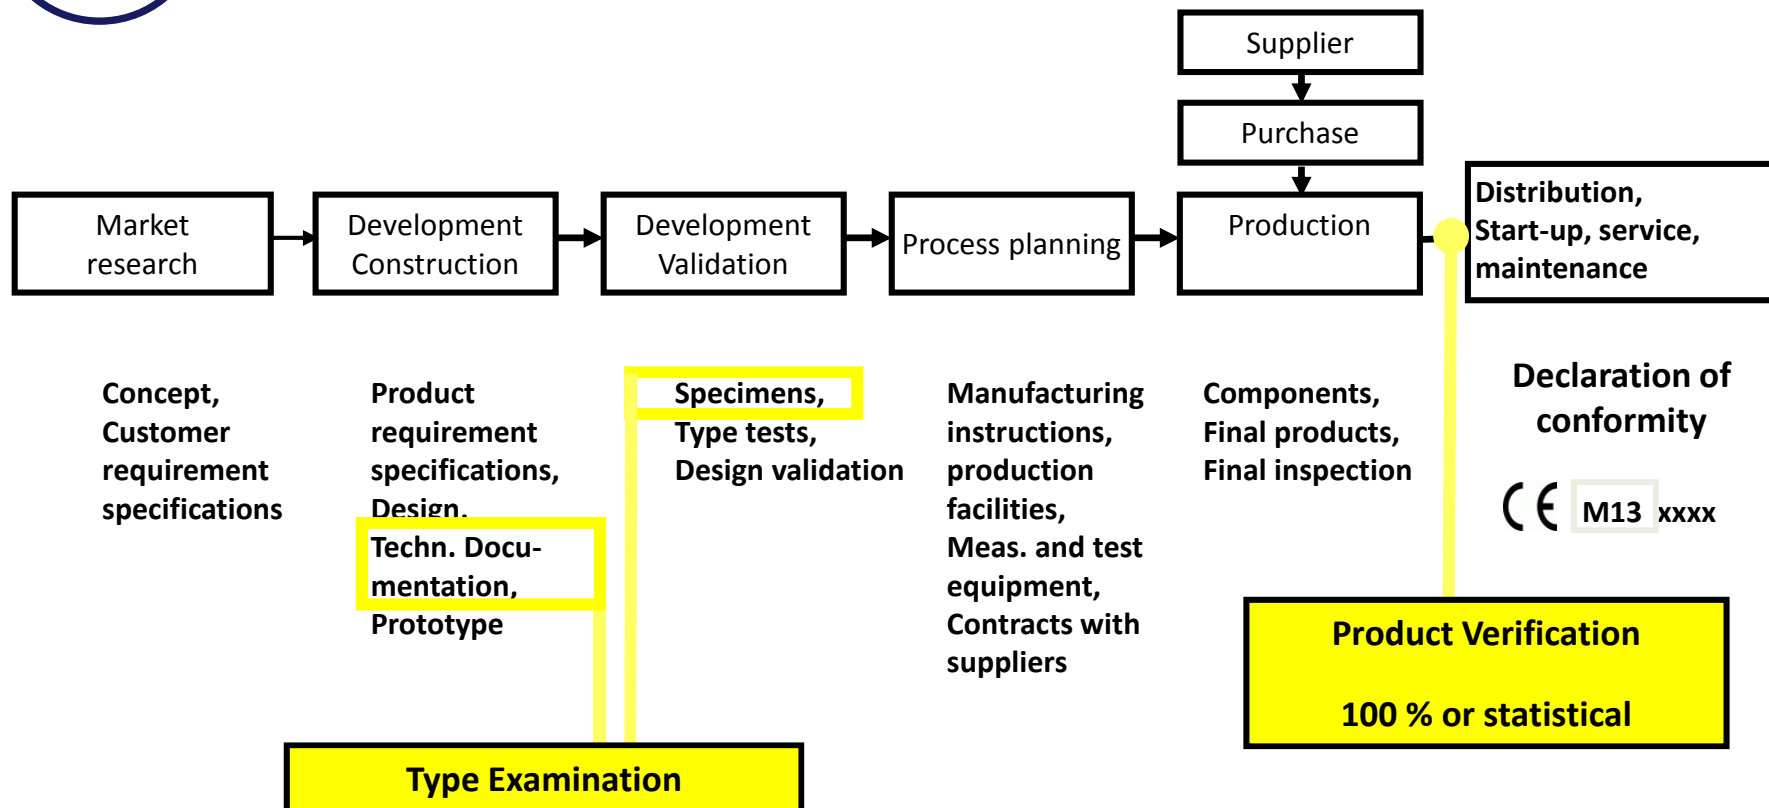 Supplier
Purchase
Market
research
Development
Construction
Development
Validation
Process planning
Production
Distribution,
Start-up, service,
maintenance
Concept,
Customer
requirement
specifications
Product
requirement
specifications,
Design,
Techn. Docu-
mentation,
Prototype
Specimens,
Type tests,
Design validation
Manufacturing
instructions,
production
facilities,
Meas. and test
equipment,
Contracts with
suppliers
Components,
Final products,
Final inspection
Declaration of
conformity
CE M13 xxxx
Product Verification
100 % or statistical
Type Examination